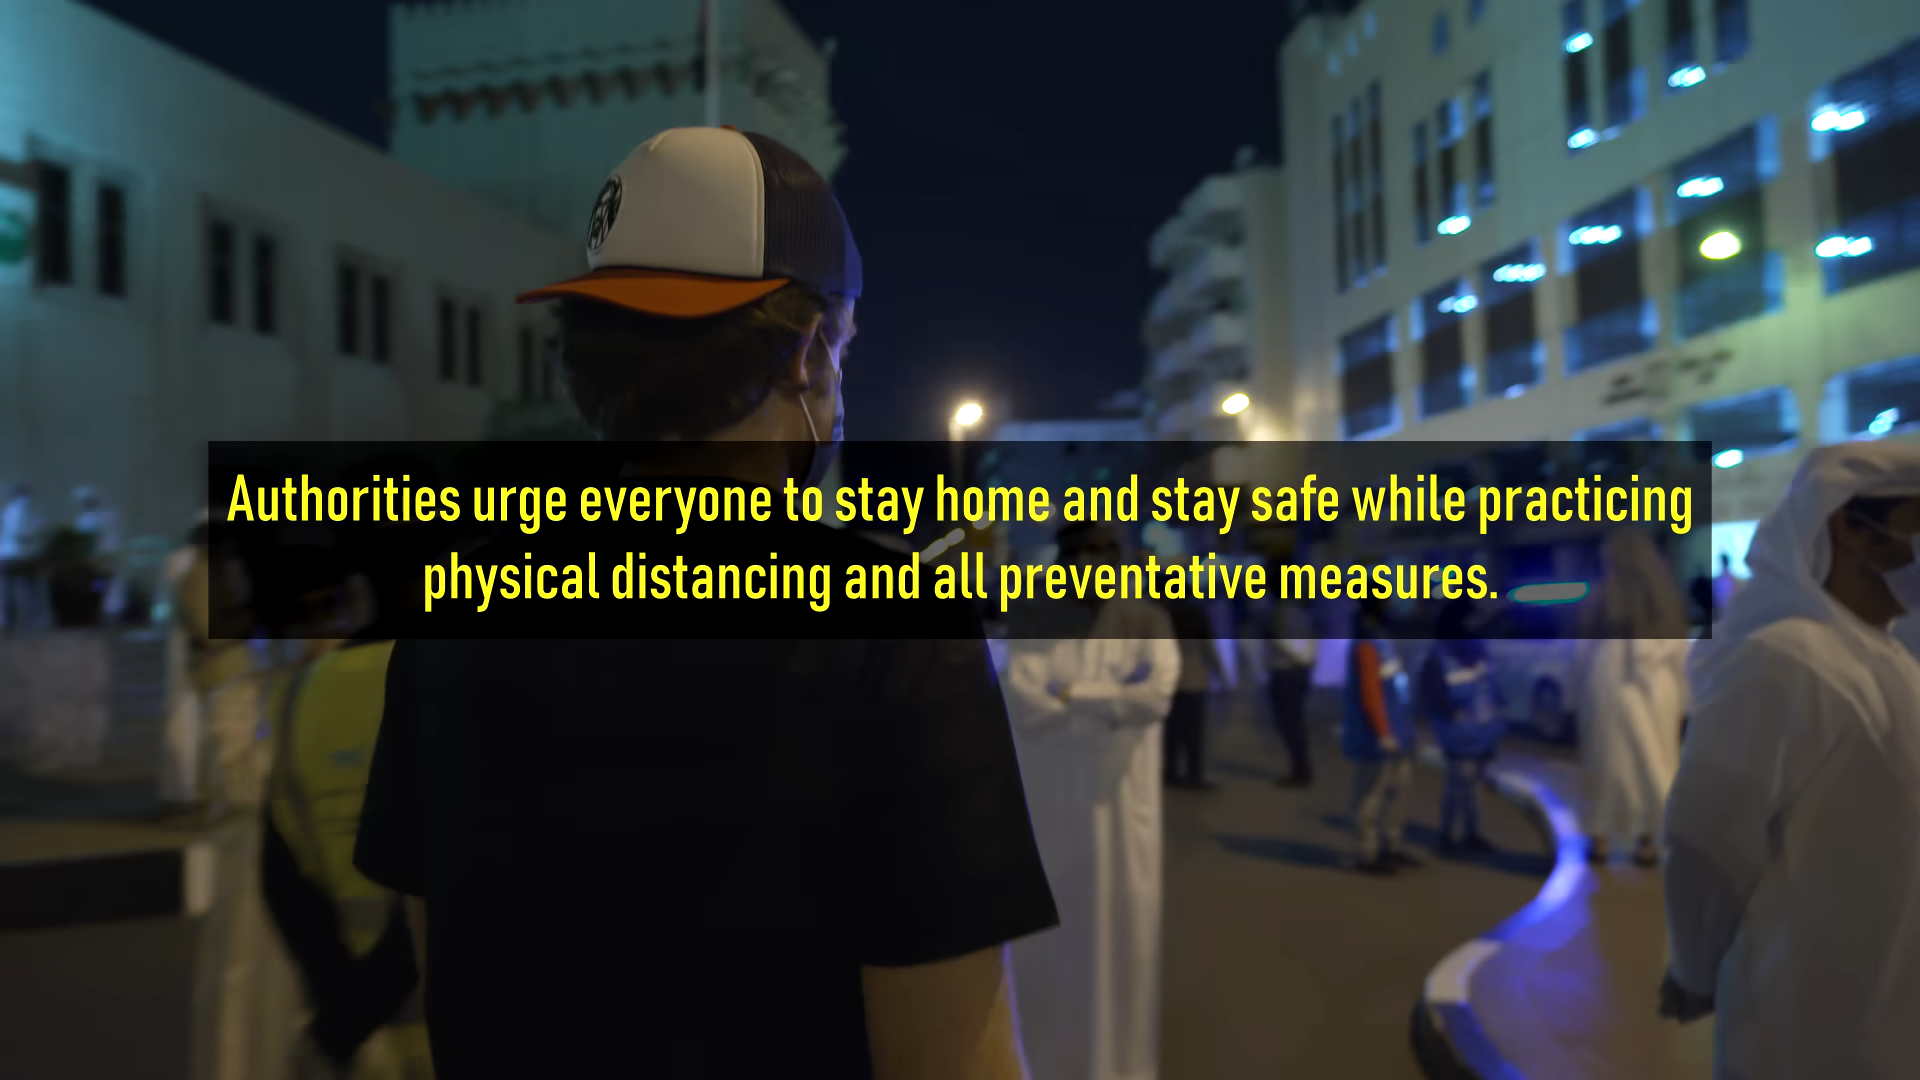 Authorities urge everyone to stay home and stay safe while practicing
physical distancing and all preventative measures.